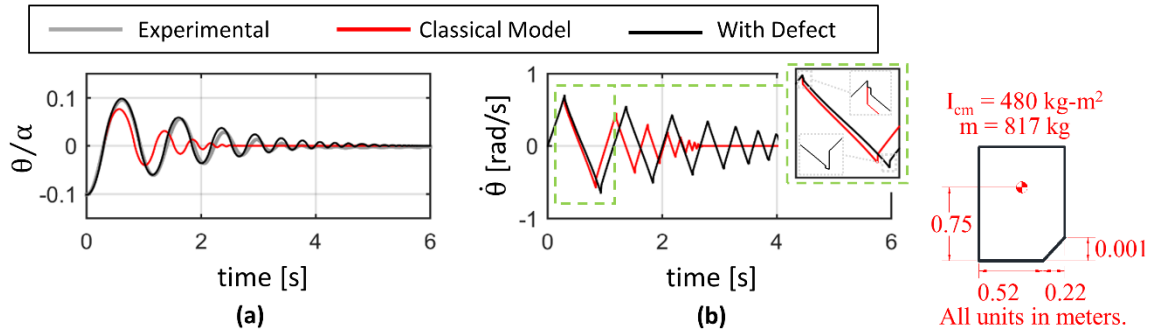 Experimental
Classical Model
With Defect
θ/α
0.1
0
-0.1
0
2
4
6
time [s]
(a)
θ̇ [rad/s]
1
0
-1
0
2
4
6
time [s]
(b)
I_cm = 480 kg-m²
m = 817 kg
0.75
0.001
0.52
0.22
All units in meters.